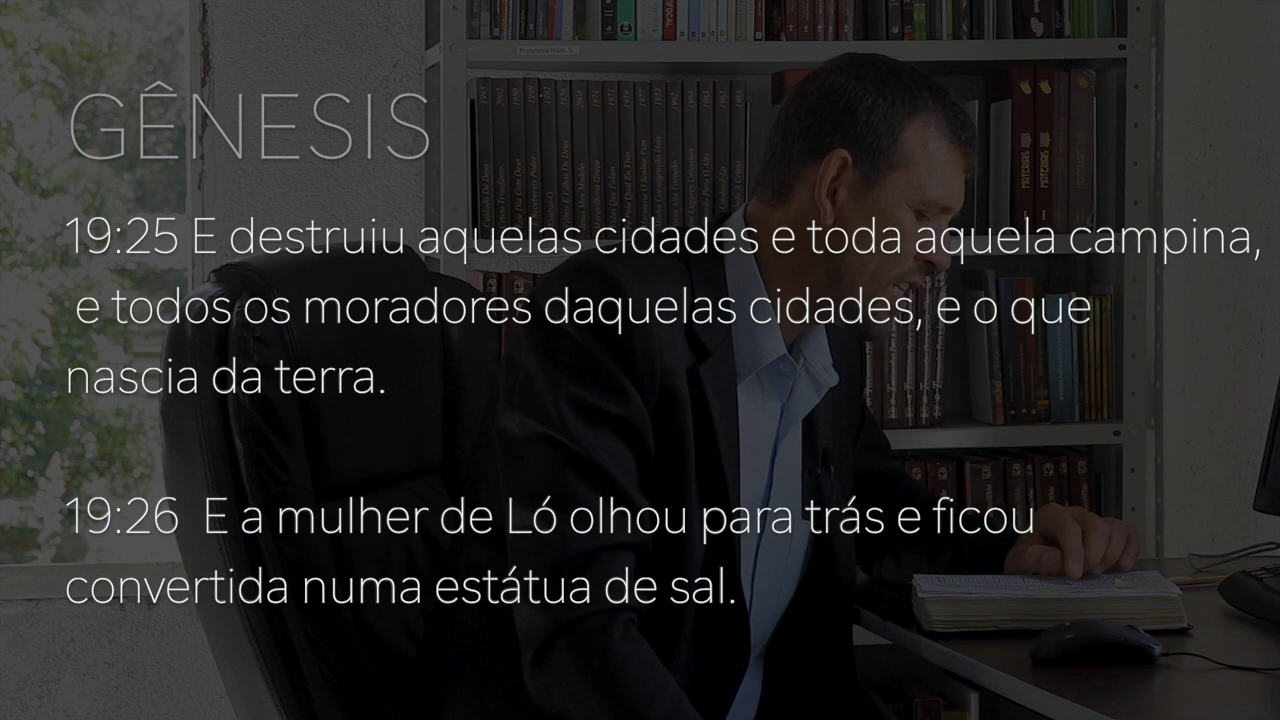 GÊNESIS
19:25 E destruiu aquelas cidades e toda aquela campina,
e todos os moradores daquelas cidades, e o que
nascia da terra.
19:26 E a mulher de Ló olhou para trás e ficou
convertida numa estátua de sal.